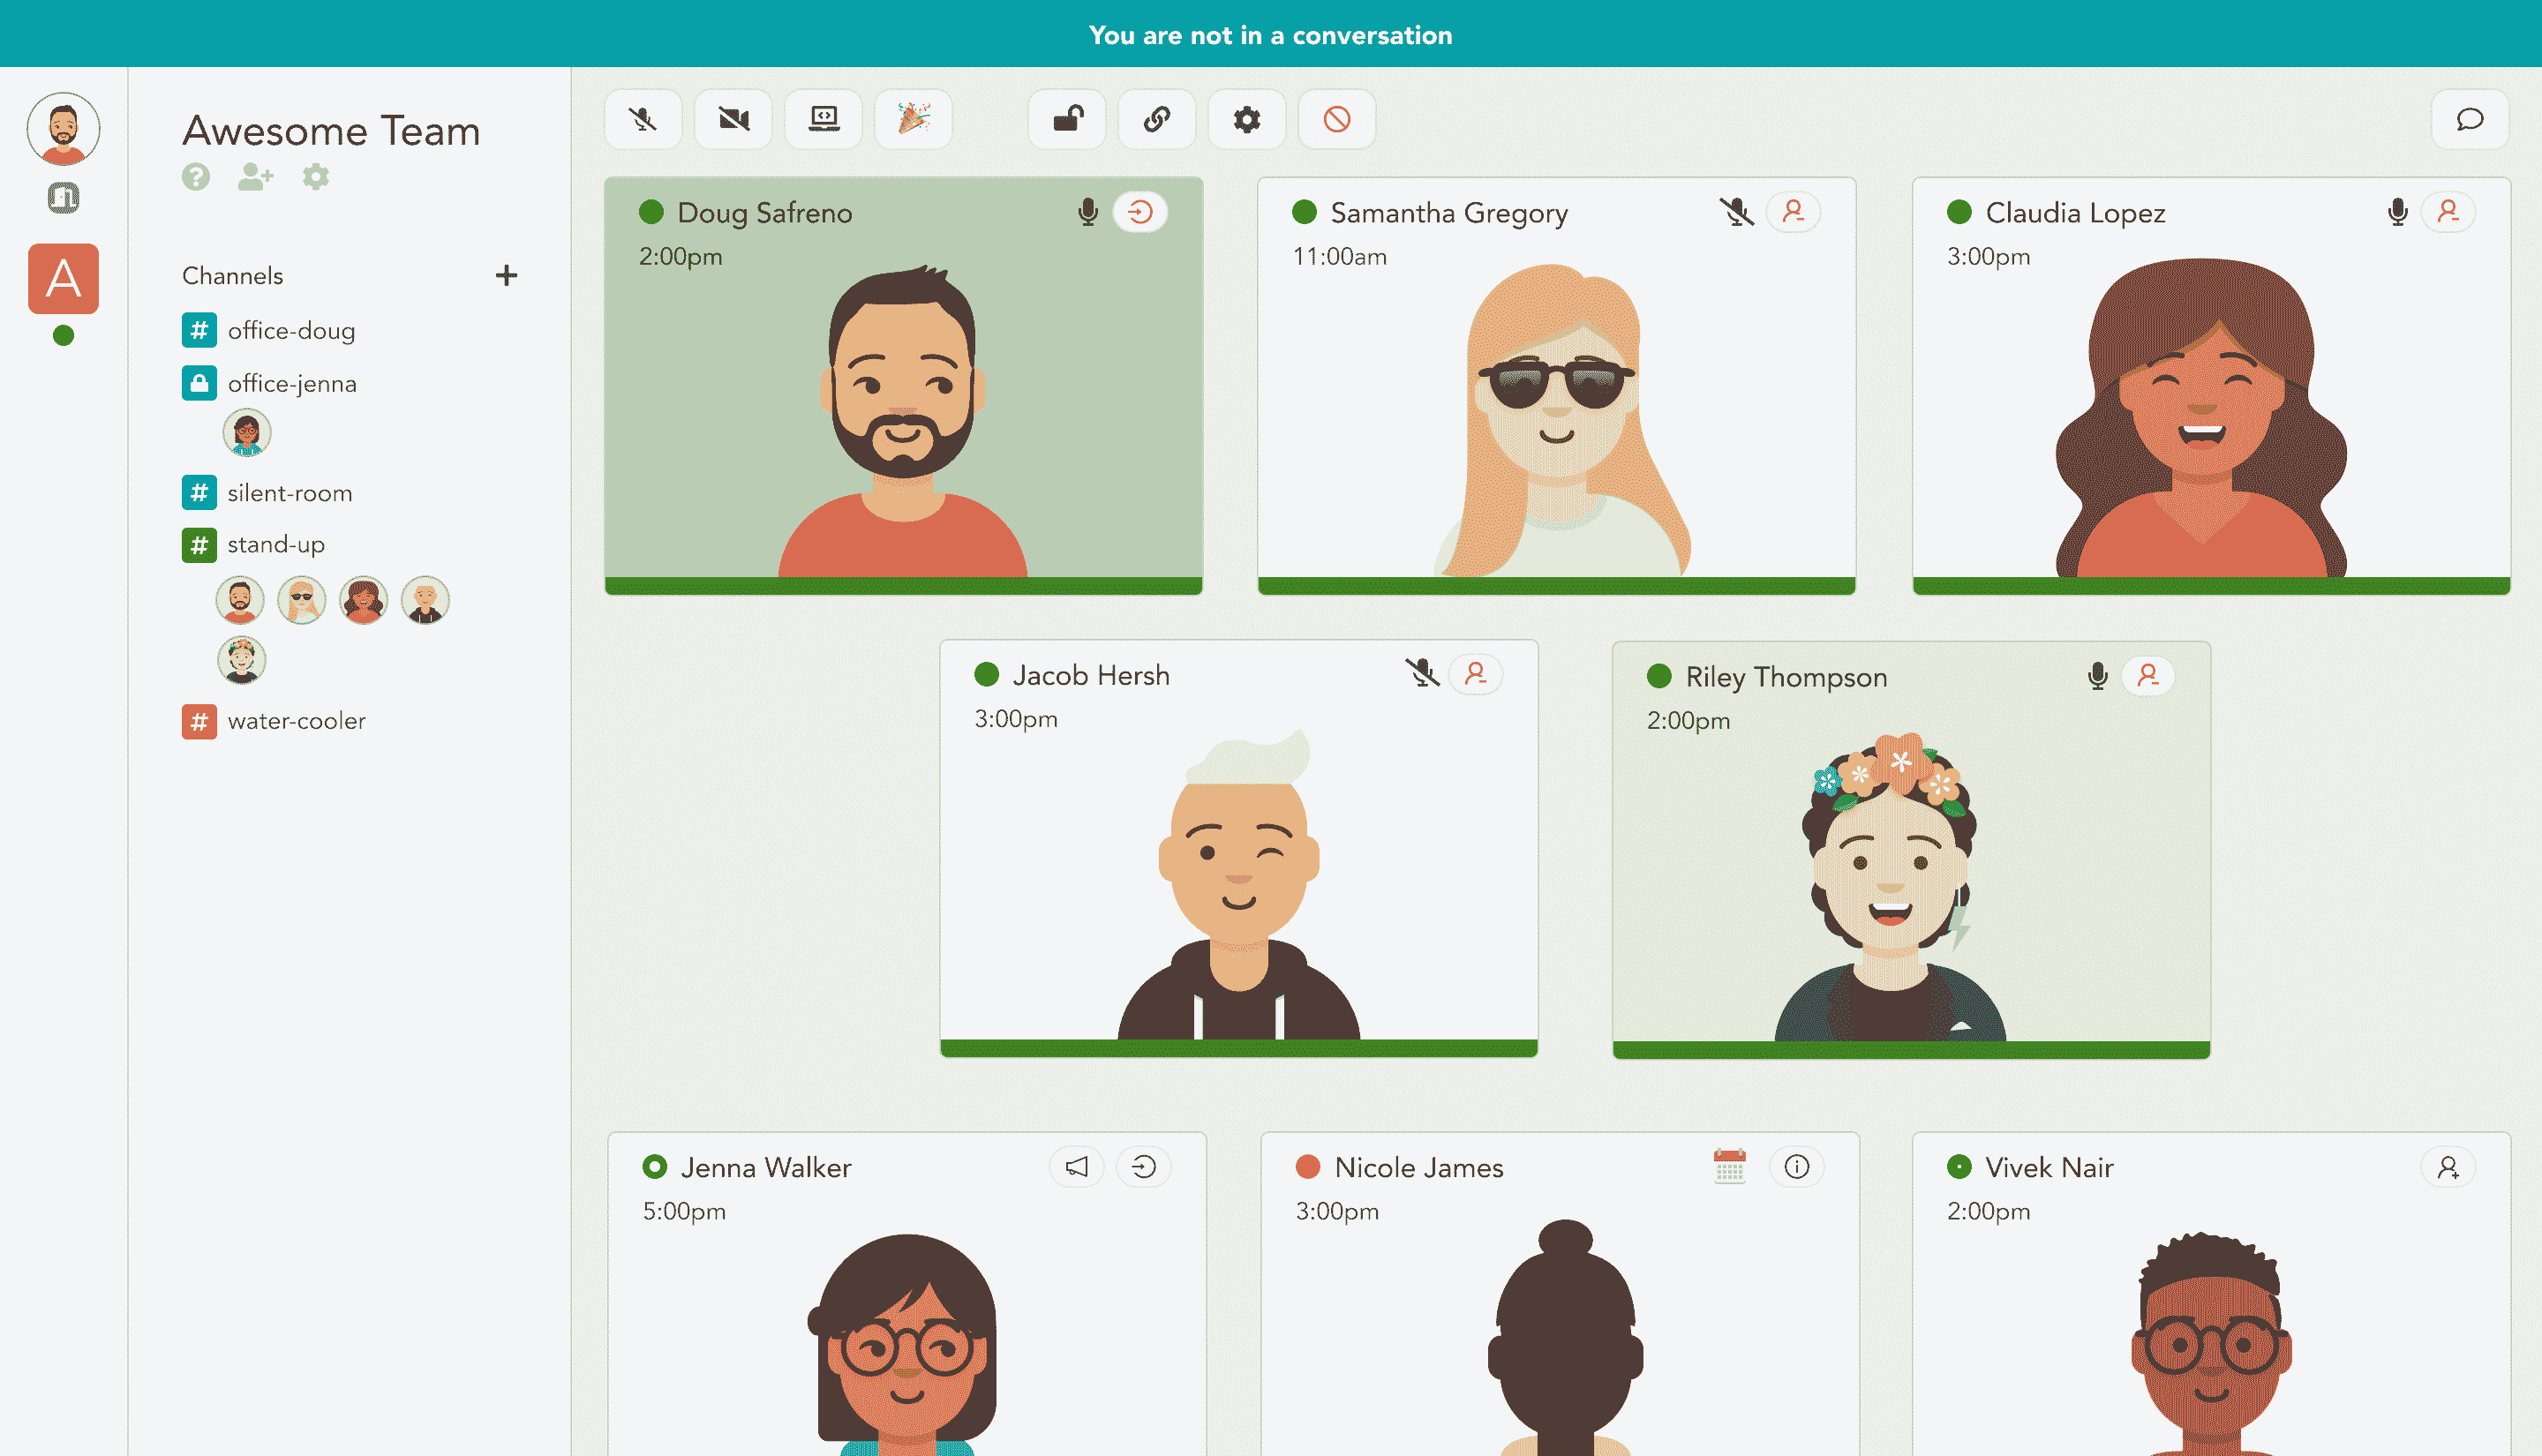 You are not in a conversation
Awesome Team
A
Channels
# office-doug
office-jenna
# silent-room
# stand-up
# water-cooler
Doug Safreno
2:00pm
Samantha Gregory
11:00am
Claudia Lopez
3:00pm
Jacob Hersh
3:00pm
Riley Thompson
2:00pm
Jenna Walker
5:00pm
Nicole James
3:00pm
Vivek Nair
2:00pm